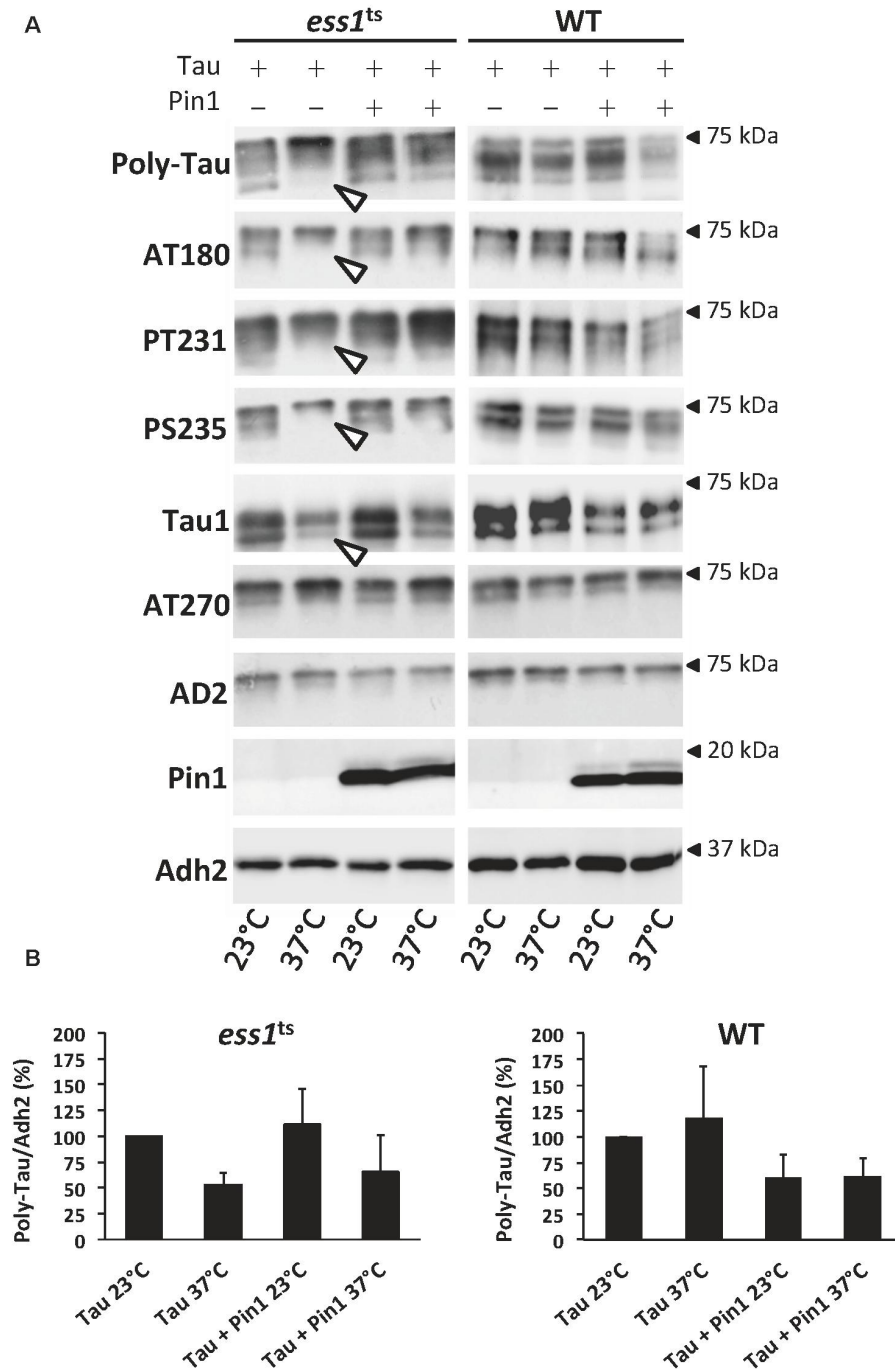 A
ess1ts WT
Tau + + + + + + + +
Pin1 – – + + – – + +
Poly-Tau ◄ 75 kDa
AT180 ◄ 75 kDa
PT231 ◄ 75 kDa
PS235 ◄ 75 kDa
Tau1 ◄ 75 kDa
AT270 ◄ 75 kDa
AD2 ◄ 75 kDa
Pin1 ◄ 20 kDa
Adh2 ◄ 37 kDa
23°C 37°C 23°C 37°C 23°C 37°C 23°C 37°C
B
ess1ts
Poly-Tau/Adh2 (%)
200
175
150
125
100
75
50
25
0
Tau 23°C
Tau 37°C
Tau + Pin1 23°C
Tau + Pin1 37°C
WT
Poly-Tau/Adh2 (%)
200
175
150
125
100
75
50
25
0
Tau 23°C
Tau 37°C
Tau + Pin1 23°C
Tau + Pin1 37°C